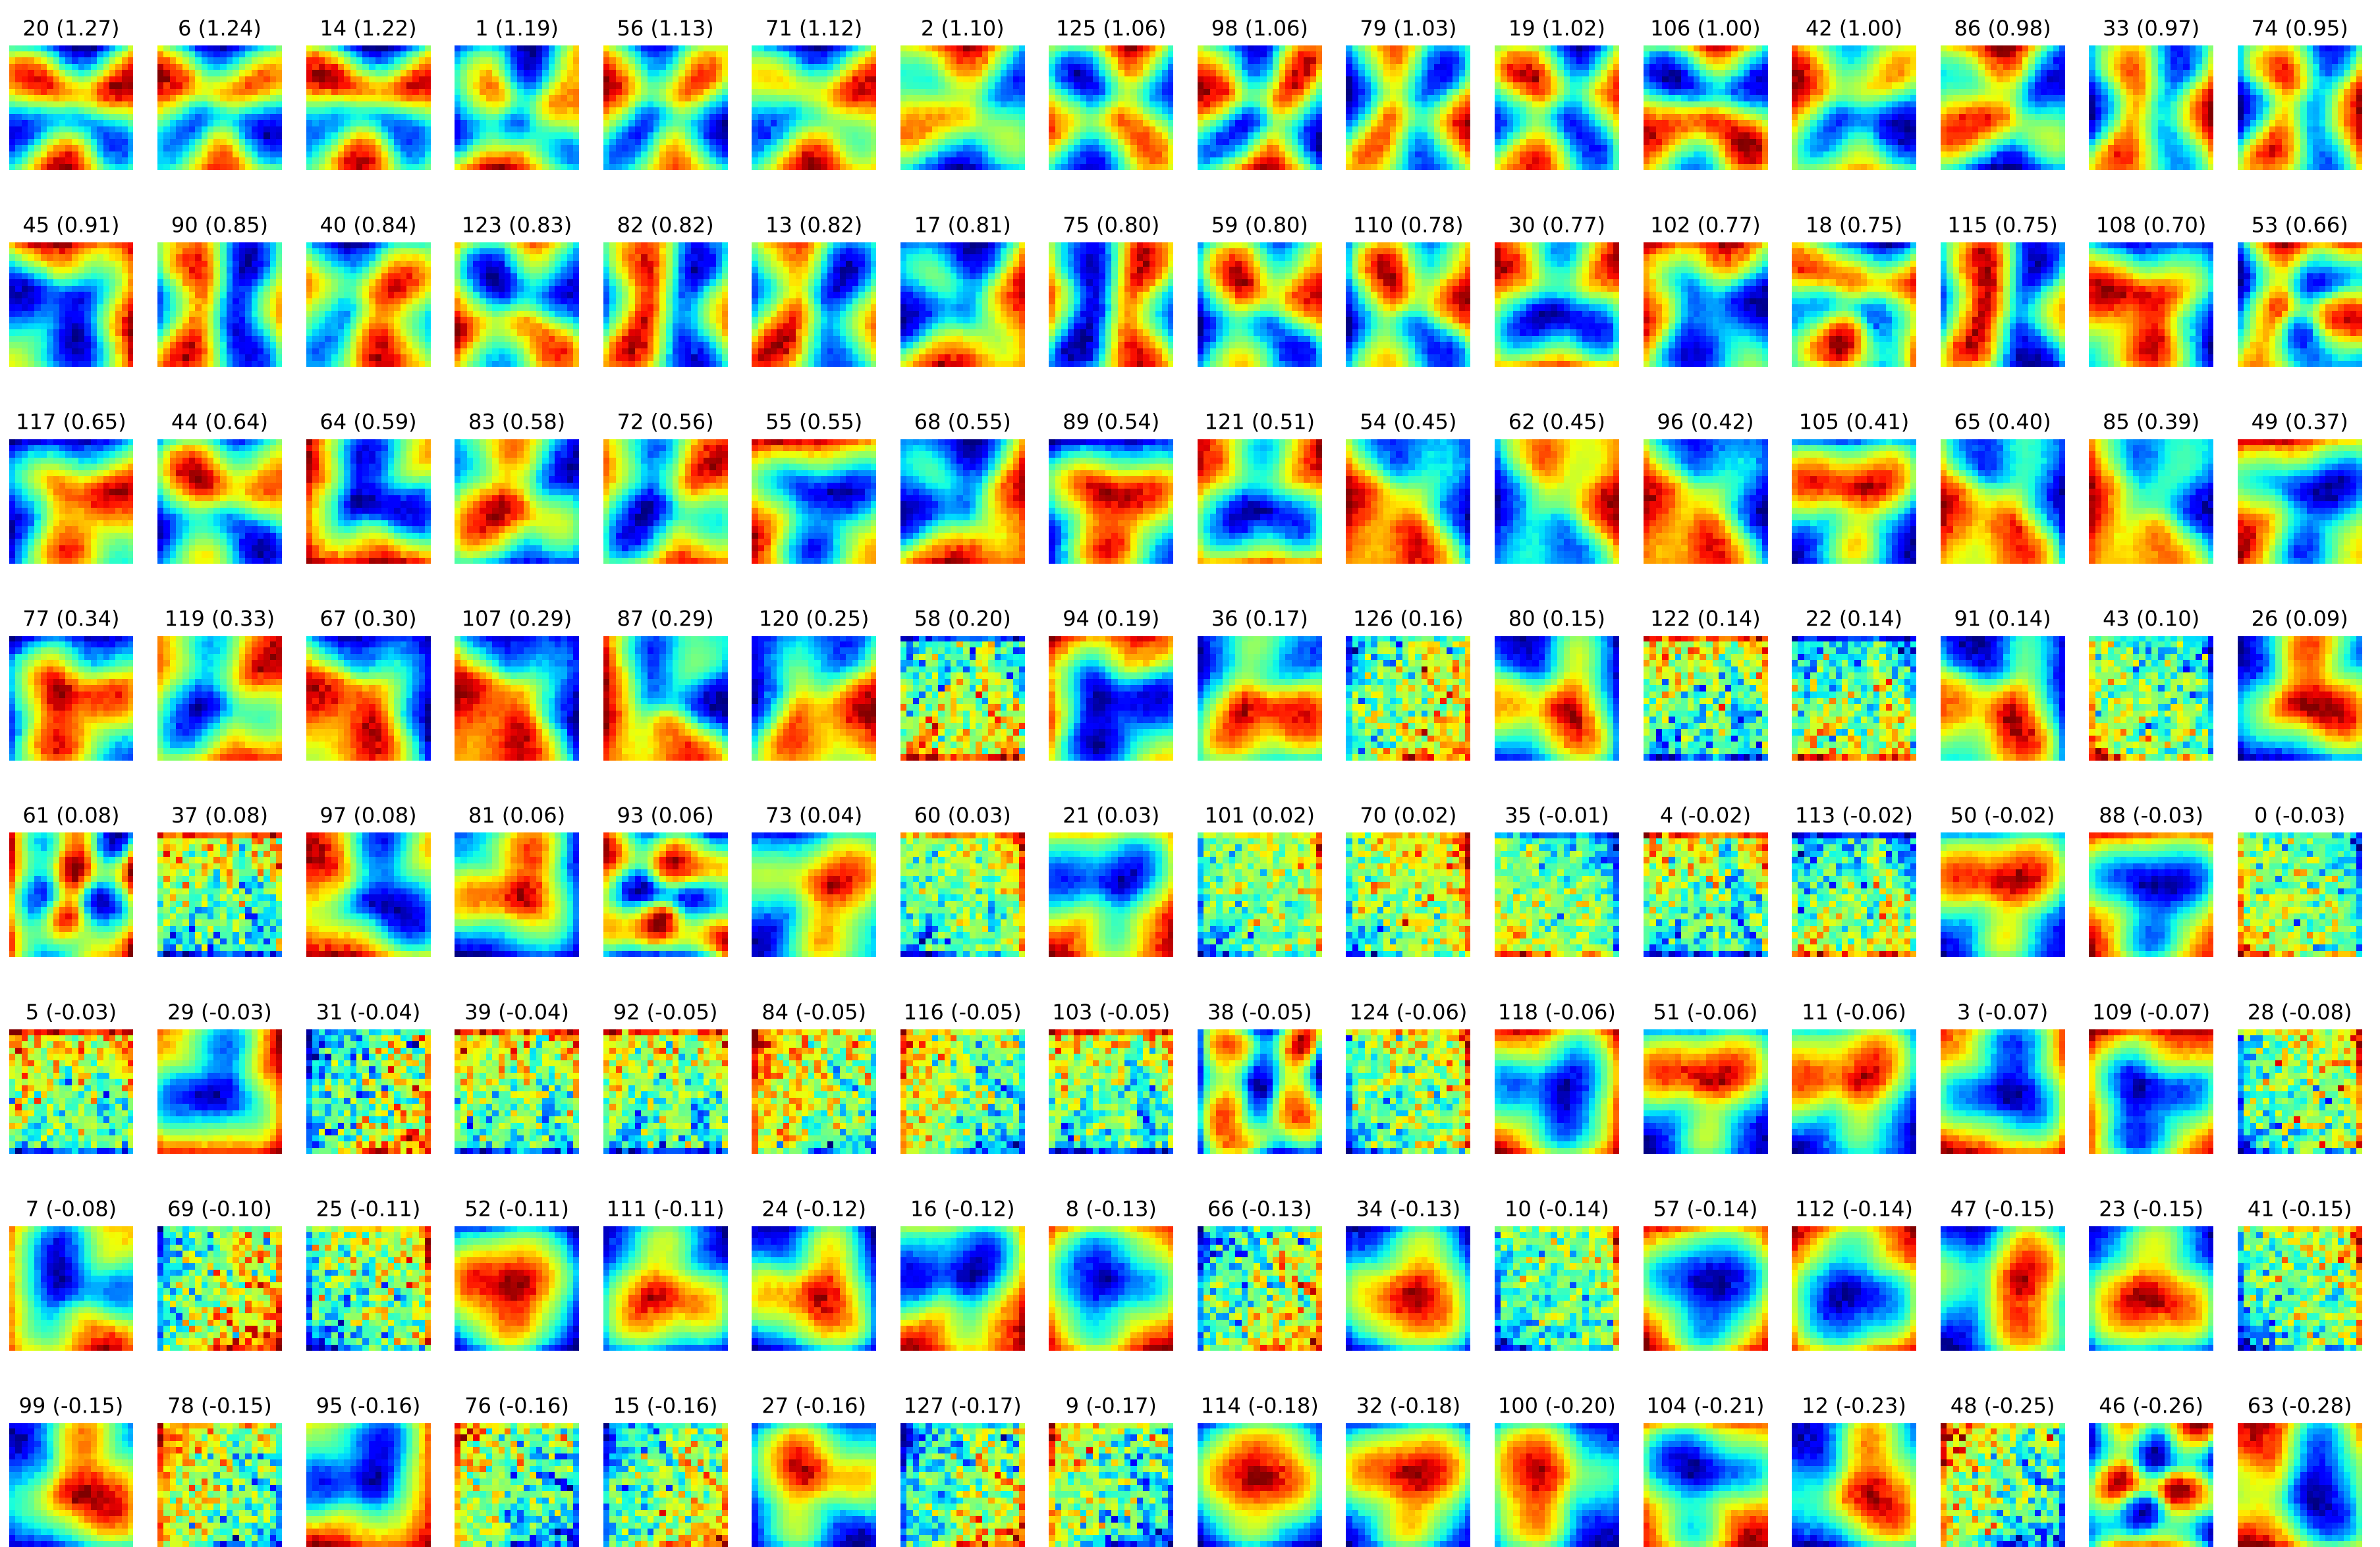 20 (1.27) 6 (1.24) 14 (1.22) 1 (1.19) 56 (1.13) 71 (1.12) 2 (1.10) 125 (1.06) 98 (1.06) 79 (1.03) 19 (1.02) 106 (1.00) 42 (1.00) 86 (0.98) 33 (0.97) 74 (0.95)
45 (0.91) 90 (0.85) 40 (0.84) 123 (0.83) 82 (0.82) 13 (0.82) 17 (0.81) 75 (0.80) 59 (0.80) 110 (0.78) 30 (0.77) 102 (0.77) 18 (0.75) 115 (0.75) 108 (0.70) 53 (0.66)
117 (0.65) 44 (0.64) 64 (0.59) 83 (0.58) 72 (0.56) 55 (0.55) 68 (0.55) 89 (0.54) 121 (0.51) 54 (0.45) 62 (0.45) 96 (0.42) 105 (0.41) 65 (0.40) 85 (0.39) 49 (0.37)
77 (0.34) 119 (0.33) 67 (0.30) 107 (0.29) 87 (0.29) 120 (0.25) 58 (0.20) 94 (0.19) 36 (0.17) 126 (0.16) 80 (0.15) 122 (0.14) 22 (0.14) 91 (0.14) 43 (0.10) 26 (0.09)
61 (0.08) 37 (0.08) 97 (0.08) 81 (0.06) 93 (0.06) 73 (0.04) 60 (0.03) 21 (0.03) 101 (0.02) 70 (0.02) 35 (-0.01) 4 (-0.02) 113 (-0.02) 50 (-0.02) 88 (-0.03) 0 (-0.03)
5 (-0.03) 29 (-0.03) 31 (-0.04) 39 (-0.04) 92 (-0.05) 84 (-0.05) 116 (-0.05) 103 (-0.05) 38 (-0.05) 124 (-0.06) 118 (-0.06) 51 (-0.06) 11 (-0.06) 3 (-0.07) 109 (-0.07) 28 (-0.08)
7 (-0.08) 69 (-0.10) 25 (-0.11) 52 (-0.11) 111 (-0.11) 24 (-0.12) 16 (-0.12) 8 (-0.13) 66 (-0.13) 34 (-0.13) 10 (-0.14) 57 (-0.14) 112 (-0.14) 47 (-0.15) 23 (-0.15) 41 (-0.15)
99 (-0.15) 78 (-0.15) 95 (-0.16) 76 (-0.16) 15 (-0.16) 27 (-0.16) 127 (-0.17) 9 (-0.17) 114 (-0.18) 32 (-0.18) 100 (-0.20) 104 (-0.21) 12 (-0.23) 48 (-0.25) 46 (-0.26) 63 (-0.28)